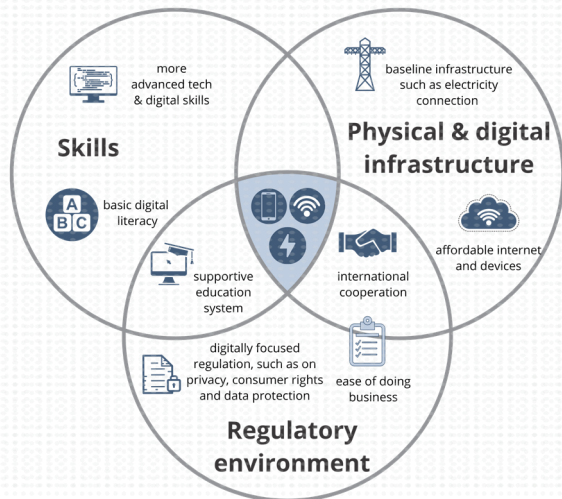 more
advanced tech
& digital skills
baseline infrastructure
such as electricity
connection
Skills
Physical & digital
infrastructure
A
B C
basic digital
literacy
affordable internet
and devices
supportive
education
system
international
cooperation
digitally focused
regulation, such as on
privacy, consumer rights
and data protection
ease of doing
business
Regulatory
environment